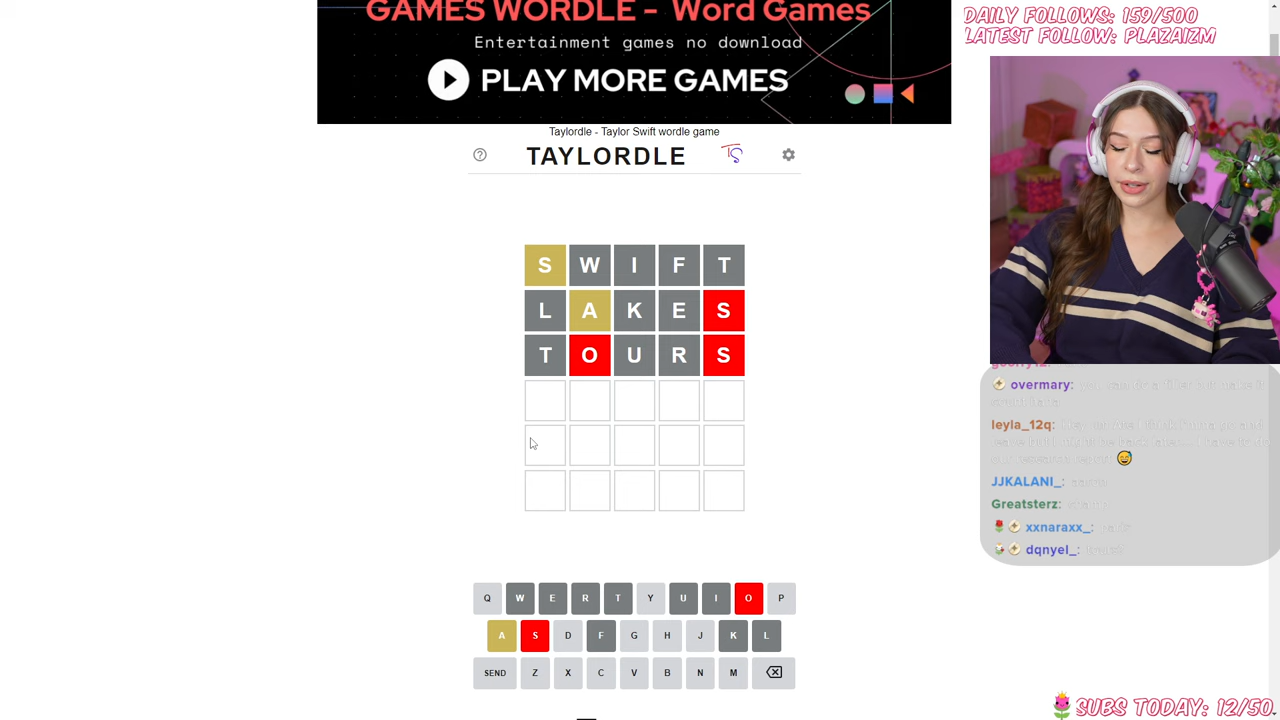 GAMES WORDLE - Word Games
Entertainment games no download
PLAY MORE GAMES
DAILY FOLLOWS: 159/500
LATEST FOLLOW: PLAZAIZM
Taylordle - Taylor Swift wordle game
TAYLORDLE
TS
S W I F T
L A K E S
T O U R S
Q W E R T Y U I O P
A S D F G H J K L
SEND Z X C V B N M
overmary:
leyla_12q:
JJKALANI_:
Greatsterz:
xxnaraxx_:
dqnyel_:
SUBS TODAY: 12/50